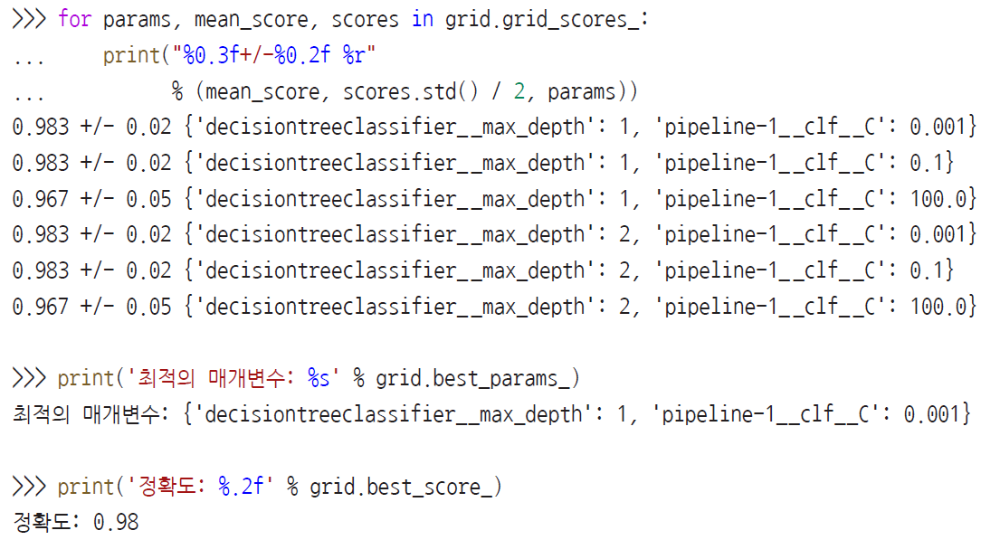 >>> for params, mean_score, scores in grid.grid_scores_:
...     print("%0.3f+/-%0.2f %r"
...           % (mean_score, scores.std() / 2, params))
0.983 +/- 0.02 {'decisiontreeclassifier__max_depth': 1, 'pipeline-1__clf__C': 0.001}
0.983 +/- 0.02 {'decisiontreeclassifier__max_depth': 1, 'pipeline-1__clf__C': 0.1}
0.967 +/- 0.05 {'decisiontreeclassifier__max_depth': 1, 'pipeline-1__clf__C': 100.0}
0.983 +/- 0.02 {'decisiontreeclassifier__max_depth': 2, 'pipeline-1__clf__C': 0.001}
0.983 +/- 0.02 {'decisiontreeclassifier__max_depth': 2, 'pipeline-1__clf__C': 0.1}
0.967 +/- 0.05 {'decisiontreeclassifier__max_depth': 2, 'pipeline-1__clf__C': 100.0}
>>> print('최적의 매개변수: %s' % grid.best_params_)
최적의 매개변수: {'decisiontreeclassifier__max_depth': 1, 'pipeline-1__clf__C': 0.001}
>>> print('정확도: %.2f' % grid.best_score_)
정확도: 0.98